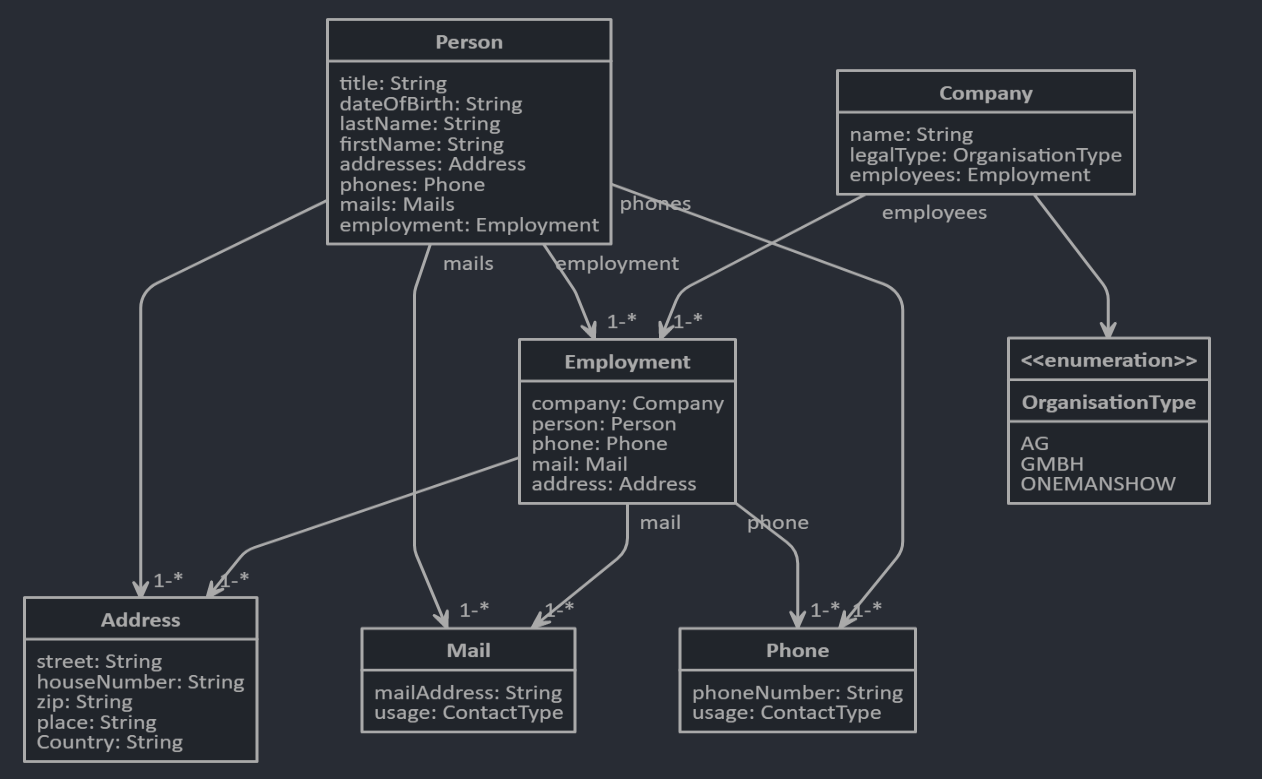 Person
title: String
dateOfBirth: String
lastName: String
firstName: String
addresses: Address
phones: Phone
mails: Mails
employment: Employment
Company
name: String
legalType: OrganisationType
employees: Employment
phones
employees
mails
employment
1-*
1-*
Employment
company: Company
person: Person
phone: Phone
mail: Mail
address: Address
<<enumeration>>
OrganisationType
AG
GMBH
ONEMANSHOW
mail
phone
1-*
1-*
1-*
1-*
1-*
1-*
Address
street: String
houseNumber: String
zip: String
place: String
Country: String
Mail
mailAddress: String
usage: ContactType
Phone
phoneNumber: String
usage: ContactType